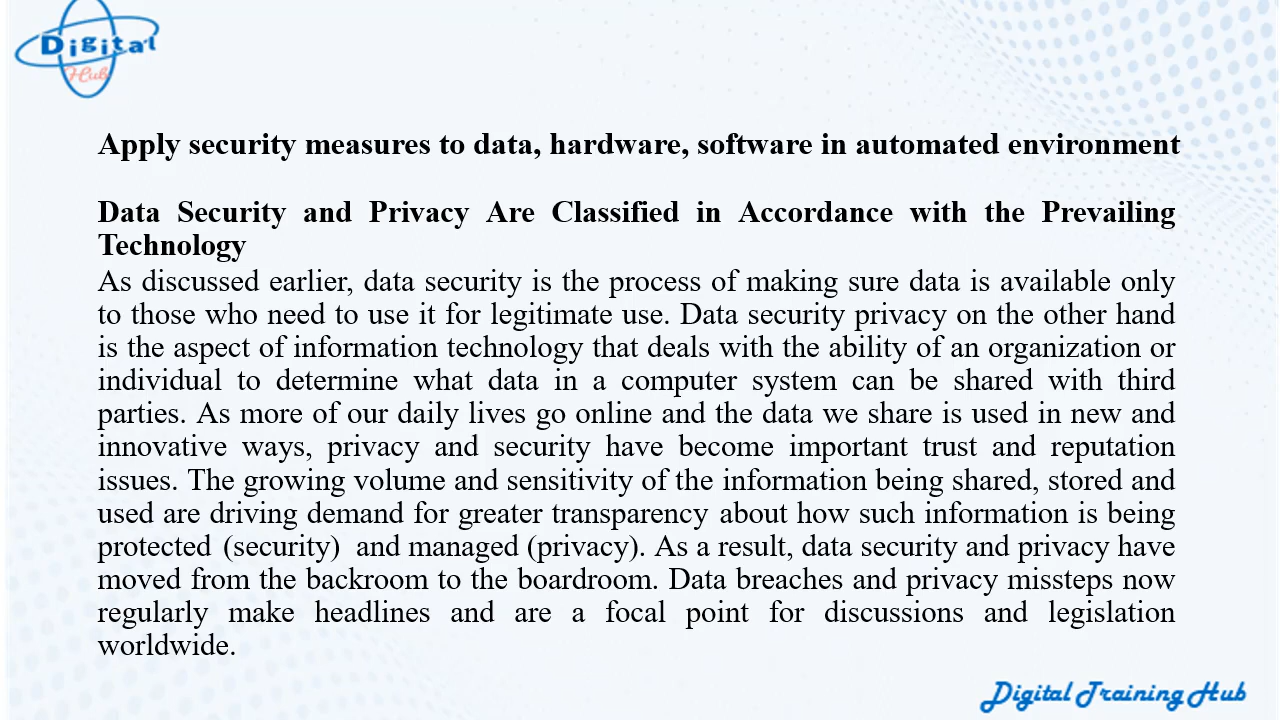 Digital
Hub
Apply security measures to data, hardware, software in automated environment
Data Security and Privacy Are Classified in Accordance with the Prevailing
Technology
As discussed earlier, data security is the process of making sure data is available only
to those who need to use it for legitimate use. Data security privacy on the other hand
is the aspect of information technology that deals with the ability of an organization or
individual to determine what data in a computer system can be shared with third
parties. As more of our daily lives go online and the data we share is used in new and
innovative ways, privacy and security have become important trust and reputation
issues. The growing volume and sensitivity of the information being shared, stored and
used are driving demand for greater transparency about how such information is being
protected (security)  and managed (privacy). As a result, data security and privacy have
moved from the backroom to the boardroom. Data breaches and privacy missteps now
regularly make headlines and are a focal point for discussions and legislation
worldwide.
Digital Training Hub